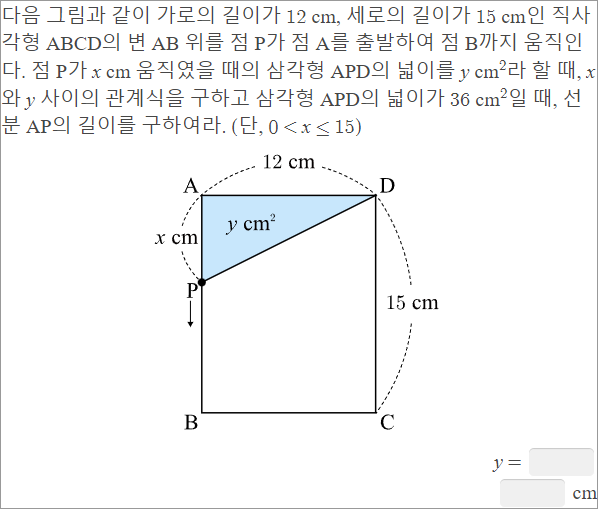 다음 그림과 같이 가로의 길이가 12 cm, 세로의 길이가 15 cm인 직사
각형 ABCD의 변 AB 위를 점 P가 점 A를 출발하여 점 B까지 움직인
다. 점 P가 x cm 움직였을 때의 삼각형 APD의 넓이를 y cm²라 할 때, x
와 y 사이의 관계식을 구하고 삼각형 APD의 넓이가 36 cm²일 때, 선
분 AP의 길이를 구하여라. (단, 0 < x ≤ 15)
12 cm
A
D
y cm²
x cm
P
15 cm
B
C
y =
cm